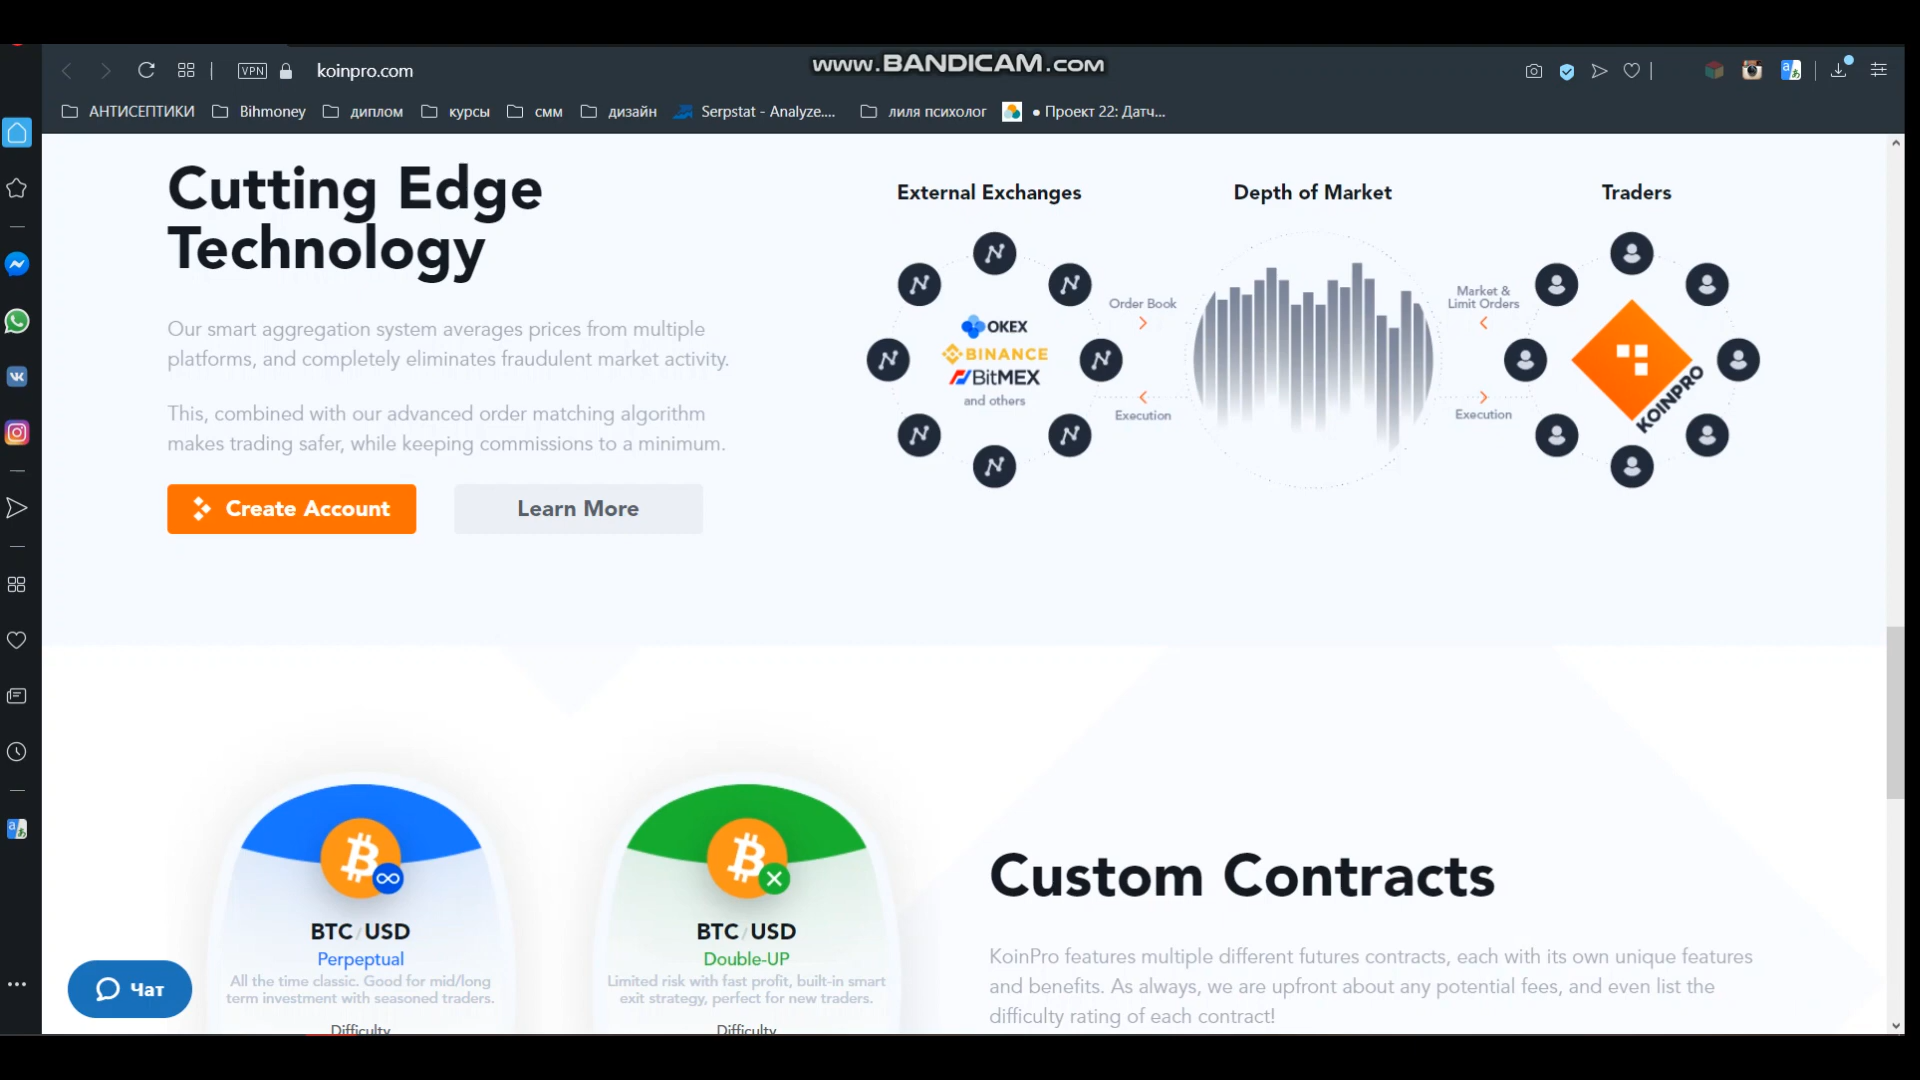 www.BANDICAM.com
VPN
koinpro.com
АНТИСЕПТИКИ
Bihmoney
диплом
курсы
смм
дизайн
Serpstat - Analyze....
лиля психолог
● Проект 22: Датч...
Cutting Edge
Technology
Our smart aggregation system averages prices from multiple
platforms, and completely eliminates fraudulent market activity.
This, combined with our advanced order matching algorithm
makes trading safer, while keeping commissions to a minimum.
Create Account
Learn More
External Exchanges
Depth of Market
Traders
OKEX
BINANCE
BitMEX
and others
Order Book
Execution
Market &
Limit Orders
Execution
KOINPRO
BTC / USD
Perpeptual
All the time classic. Good for mid/long
term investment with seasoned traders.
Difficulty
BTC / USD
Double-UP
Limited risk with fast profit, built-in smart
exit strategy, perfect for new traders.
Difficulty
Custom Contracts
KoinPro features multiple different futures contracts, each with its own unique features
and benefits. As always, we are upfront about any potential fees, and even list the
difficulty rating of each contract!
Чат